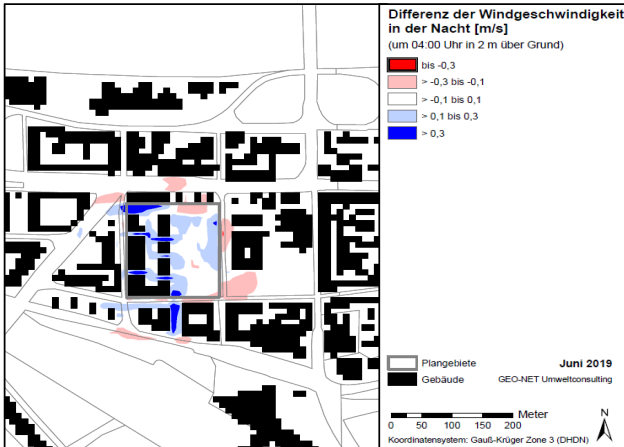 Differenz der Windgeschwindigkeit
in der Nacht [m/s]
(um 04:00 Uhr in 2 m über Grund)
bis -0,3
> -0,3 bis -0,1
> -0,1 bis 0,1
> 0,1 bis 0,3
> 0,3
Plangebiete Juni 2019
Gebäude GEO-NET Umweltconsulting
Meter
0 50 100 150 200
N
Koordinatensystem: Gauß-Krüger Zone 3 (DHDN)